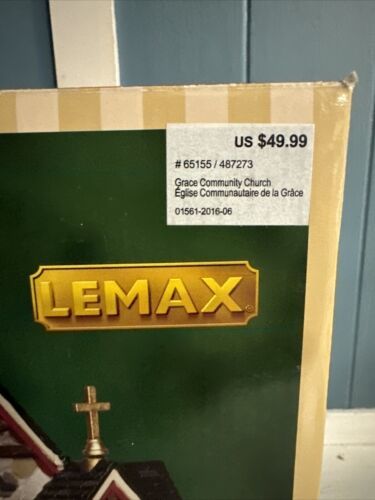 US $49.99
# 65155 / 487273
Grace Community Church
Église Communautaire de la Grâce
01561-2016-06
LEMAX